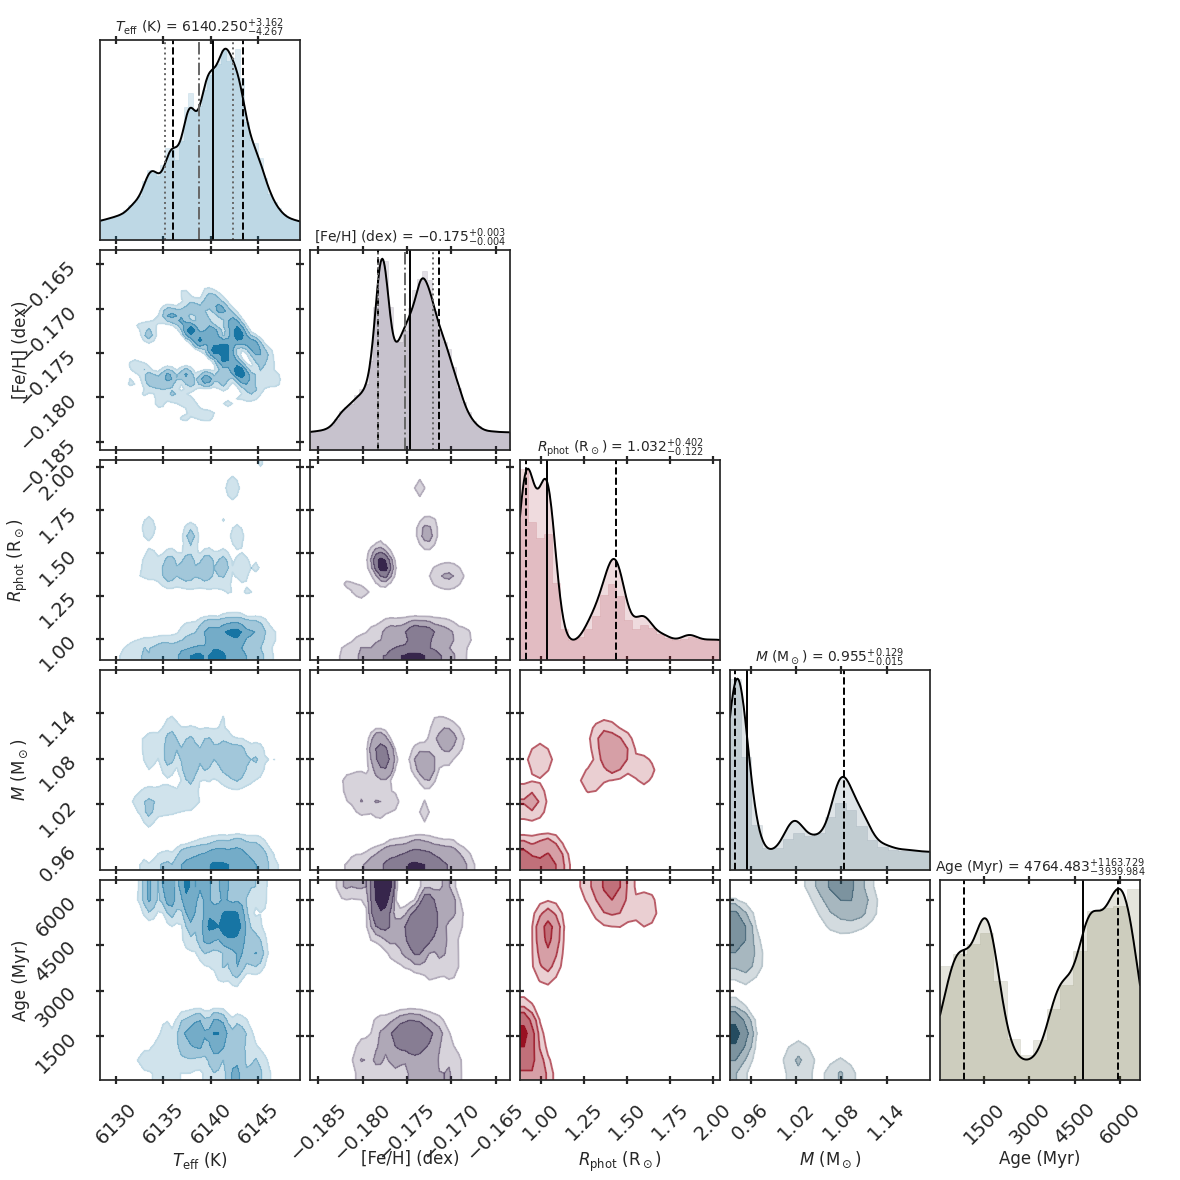 T_eff (K) = 6140.250 +3.162 −4.267
[Fe/H] (dex) = −0.175 +0.003 −0.004
−0.165
−0.170
−0.175
−0.180
−0.185
[Fe/H] (dex)
R_phot (R⊙) = 1.032 +0.402 −0.122
2.00
1.75
1.50
1.25
1.00
R_phot (R⊙)
M (M⊙) = 0.955 +0.129 −0.015
1.14
1.08
1.02
0.96
M (M⊙)
Age (Myr) = 4764.483 +1163.729 −3939.984
6000
4500
3000
1500
Age (Myr)
6130 6135 6140 6145
−0.185 −0.180 −0.175 −0.170 −0.165
1.00 1.25 1.50 1.75 2.00
0.96 1.02 1.08 1.14
1500 3000 4500 6000
T_eff (K)
[Fe/H] (dex)
R_phot (R⊙)
M (M⊙)
Age (Myr)